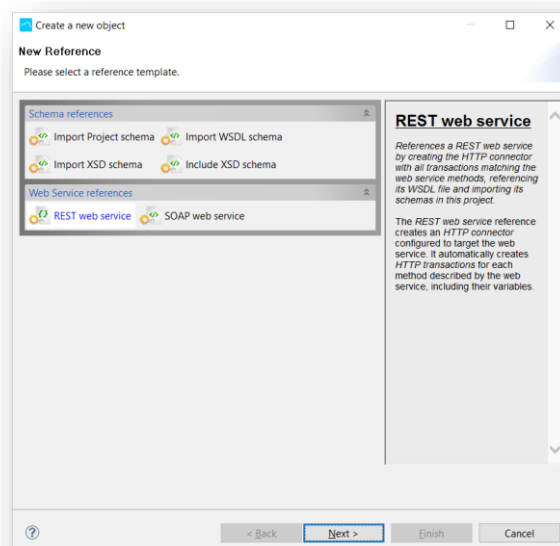 Create a new object
New Reference
Please select a reference template.
Schema references
Import Project schema Import WSDL schema
Import XSD schema Include XSD schema
Web Service references
REST web service SOAP web service
REST web service
References a REST web service
by creating the HTTP connector
with all transactions matching the
web service methods, referencing
its WSDL file and importing its
schemas in this project.
The REST web service reference
creates an HTTP connector
configured to target the web
service. It automatically creates
HTTP transactions for each
method described by the web
service, including their variables.
?
< Back Next > Finish Cancel